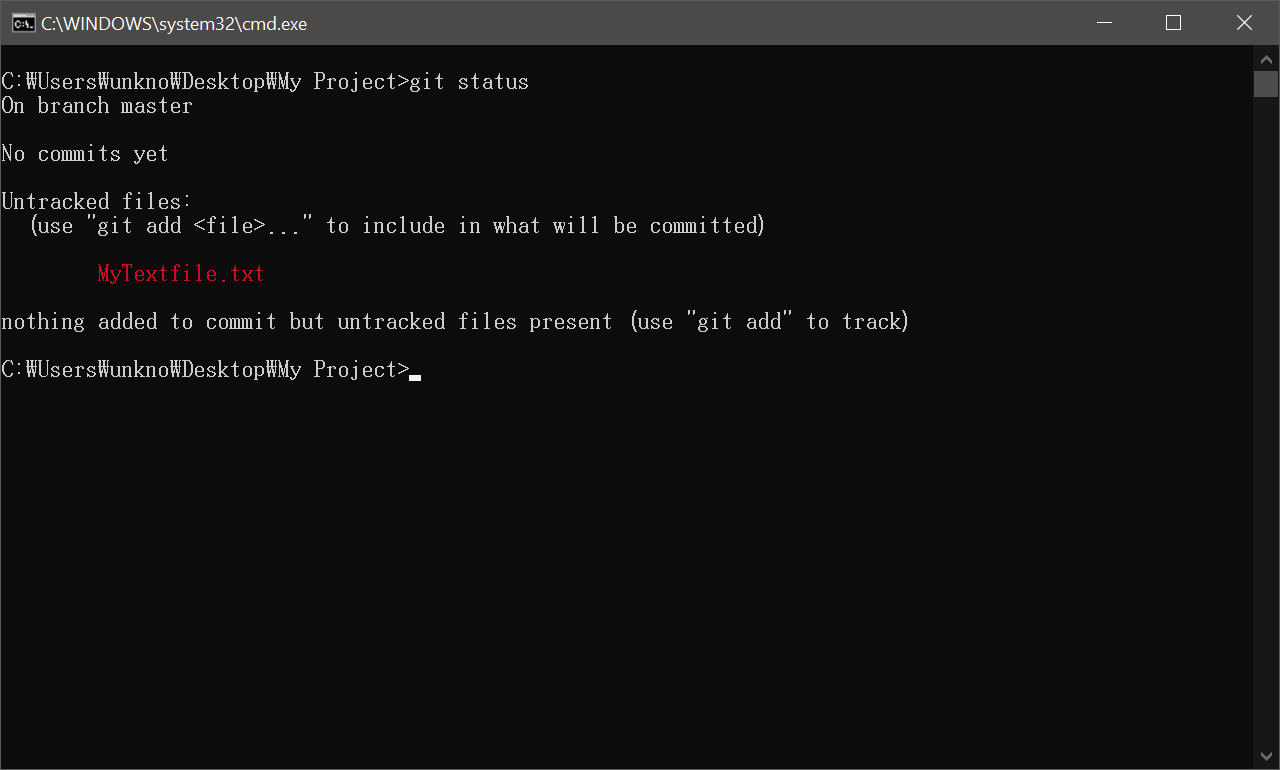 C:\WINDOWS\system32\cmd.exe
C:₩Users₩unkno₩Desktop₩My Project>git status
On branch master
No commits yet
Untracked files:
(use "git add <file>..." to include in what will be committed)
MyTextfile.txt
nothing added to commit but untracked files present (use "git add" to track)
C:₩Users₩unkno₩Desktop₩My Project>